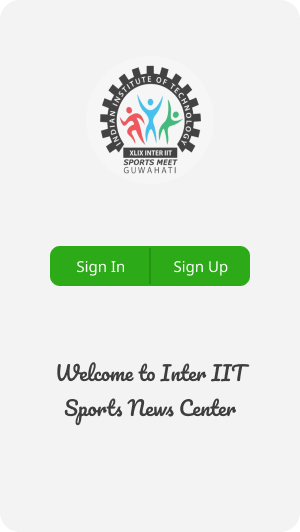 INDIAN INSTITUTE OF TECHNOLOGY
XLIX INTER IIT
SPORTS MEET
GUWAHATI
Sign In
Sign Up
Welcome to Inter IIT
Sports News Center